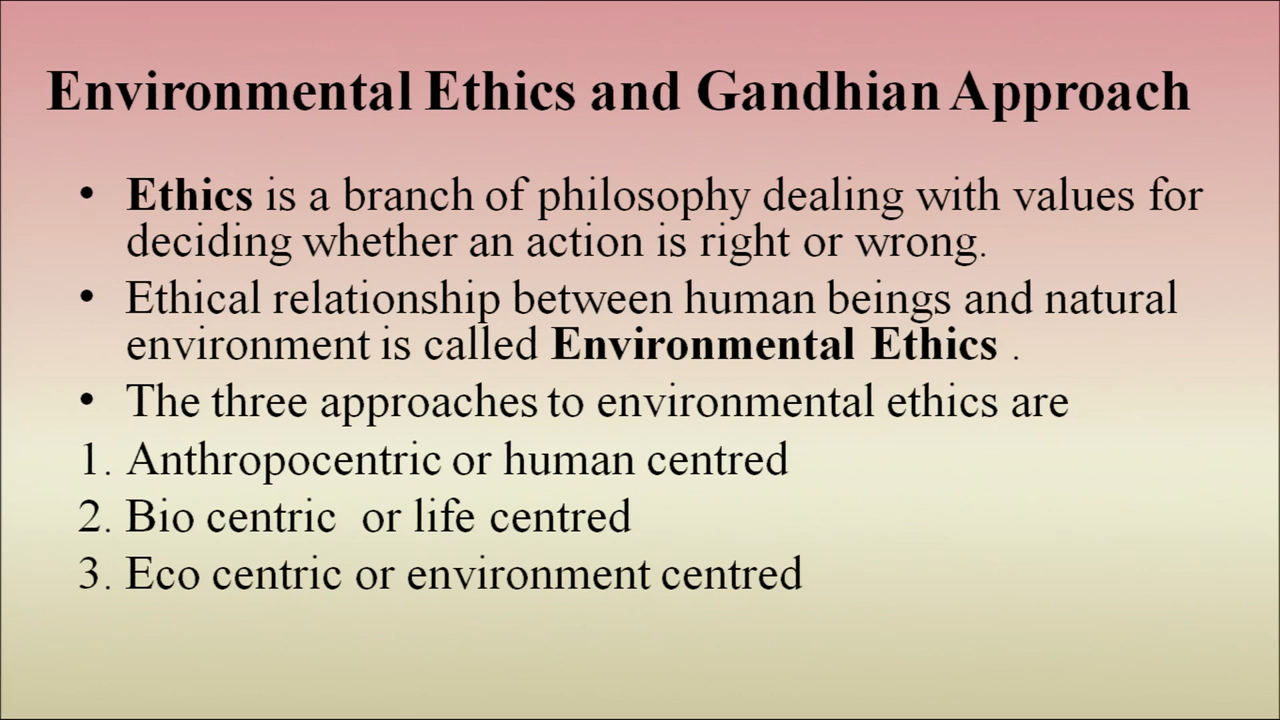 Environmental Ethics and Gandhian Approach
• Ethics is a branch of philosophy dealing with values for
deciding whether an action is right or wrong.
• Ethical relationship between human beings and natural
environment is called Environmental Ethics .
• The three approaches to environmental ethics are
1. Anthropocentric or human centred
2. Bio centric  or life centred
3. Eco centric or environment centred